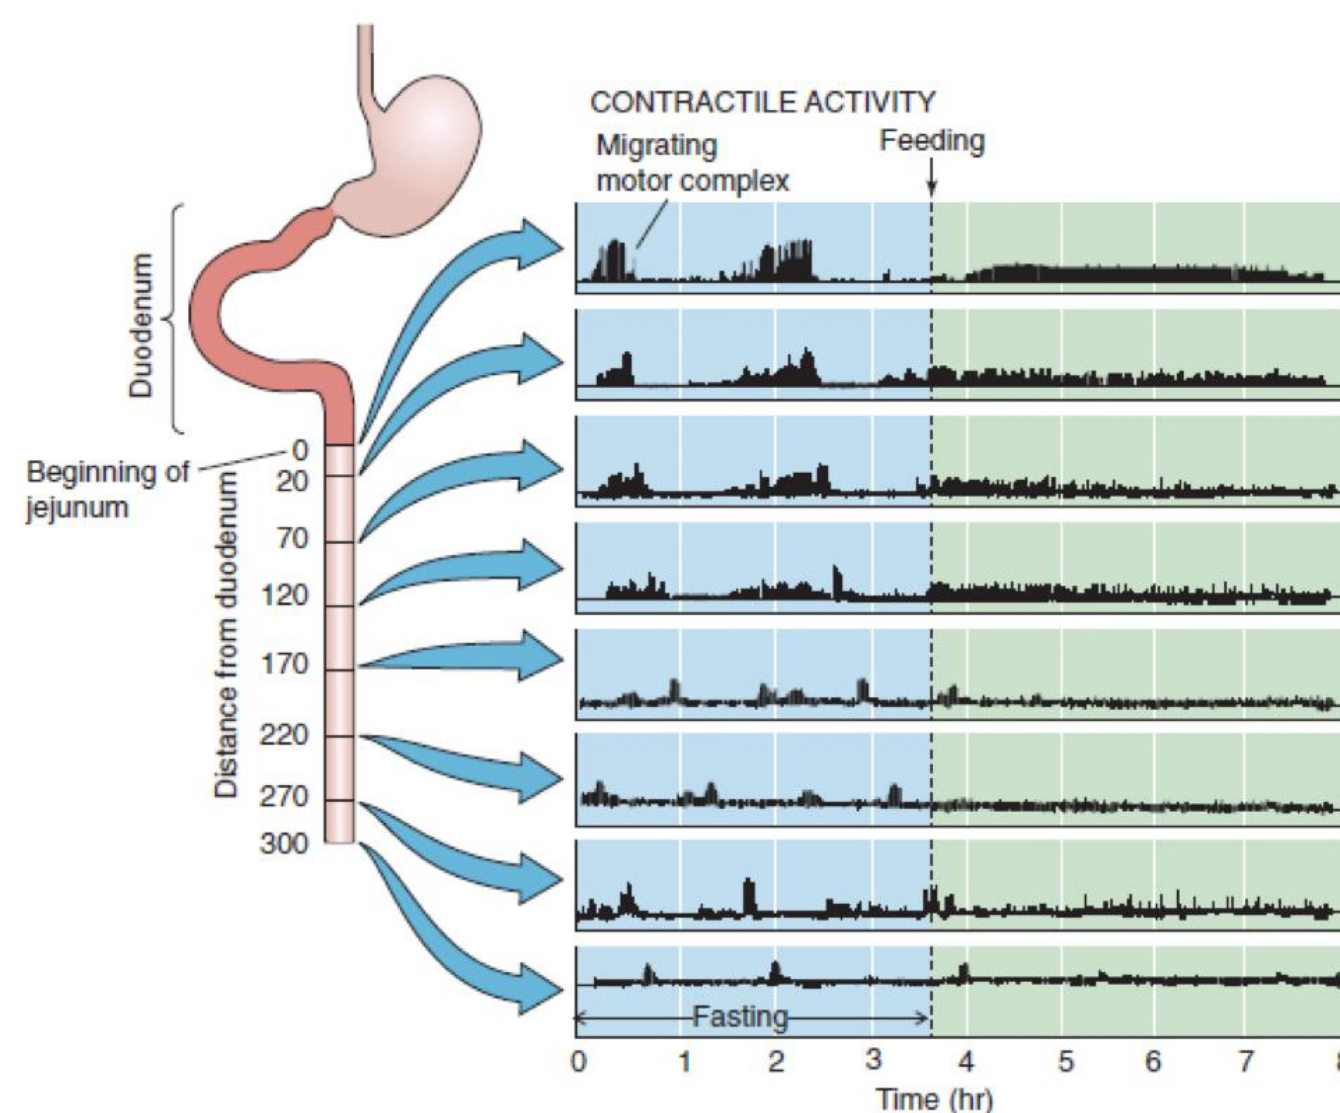 CONTRACTILE ACTIVITY
Migrating
motor complex
Feeding
Duodenum
Beginning of
jejunum
Distance from duodenum
0
20
70
120
170
220
270
300
Fasting
0 1 2 3 4 5 6 7 8
Time (hr)